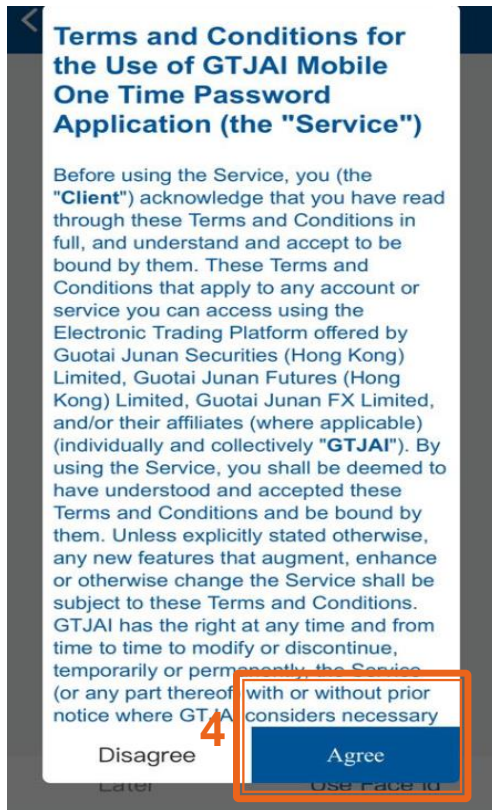 Terms and Conditions for
the Use of GTJAI Mobile
One Time Password
Application (the "Service")
Before using the Service, you (the
"Client") acknowledge that you have read
through these Terms and Conditions in
full, and understand and accept to be
bound by them. These Terms and
Conditions that apply to any account or
service you can access using the
Electronic Trading Platform offered by
Guotai Junan Securities (Hong Kong)
Limited, Guotai Junan Futures (Hong
Kong) Limited, Guotai Junan FX Limited,
and/or their affiliates (where applicable)
(individually and collectively "GTJAI"). By
using the Service, you shall be deemed to
have understood and accepted these
Terms and Conditions and be bound by
them. Unless explicitly stated otherwise,
any new features that augment, enhance
or otherwise change the Service shall be
subject to these Terms and Conditions.
GTJAI has the right at any time and from
time to time to modify or discontinue,
temporarily or permanently, the Service
(or any part thereof) with or without prior
notice where GTJAI considers necessary
4
Disagree Agree
Later Use Face Id